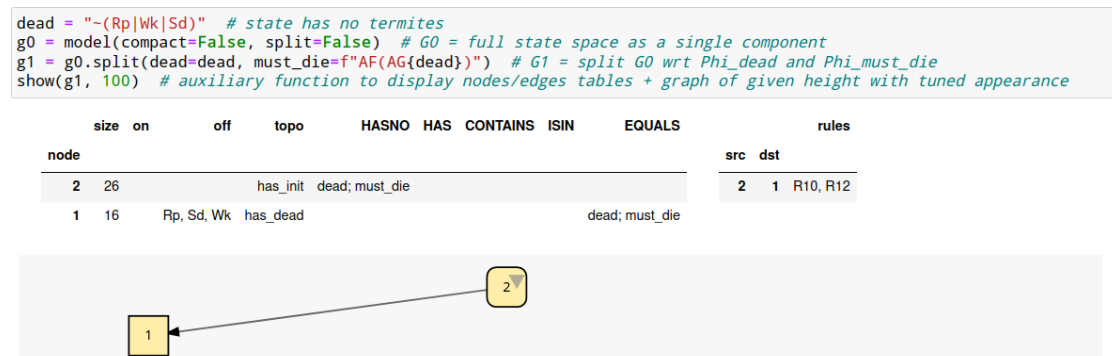 dead = "~(Rp|Wk|Sd)"  # state has no termites
g0 = model(compact=False, split=False)  # G0 = full state space as a single component
g1 = g0.split(dead=dead, must_die=f"AF(AG{dead})")  # G1 = split G0 wrt Phi_dead and Phi_must_die
show(g1, 100)  # auxiliary function to display nodes/edges tables + graph of given height with tuned appearance
size on off topo HASNO HAS CONTAINS ISIN EQUALS rules
node src dst
2 26 has_init dead; must_die 2 1 R10, R12
1 16 Rp, Sd, Wk has_dead dead; must_die
2
1